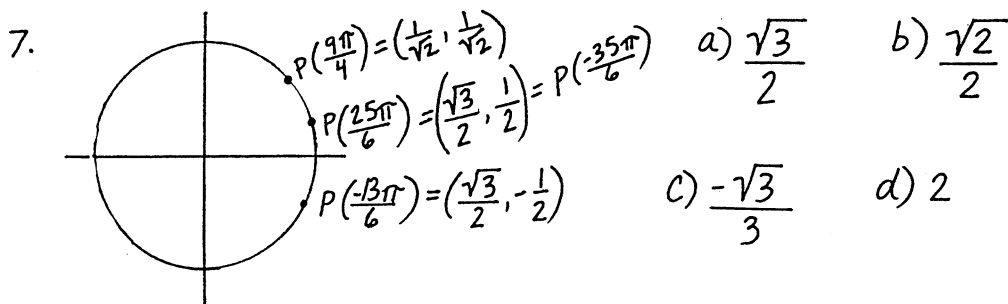 7.
P(9π/4) = (1/√2, 1/√2)
P(25π/6) = (√3/2, 1/2) = P(-35π/6)
P(-13π/6) = (√3/2, -1/2)
a) √3/2 b) √2/2
c) -√3/3 d) 2